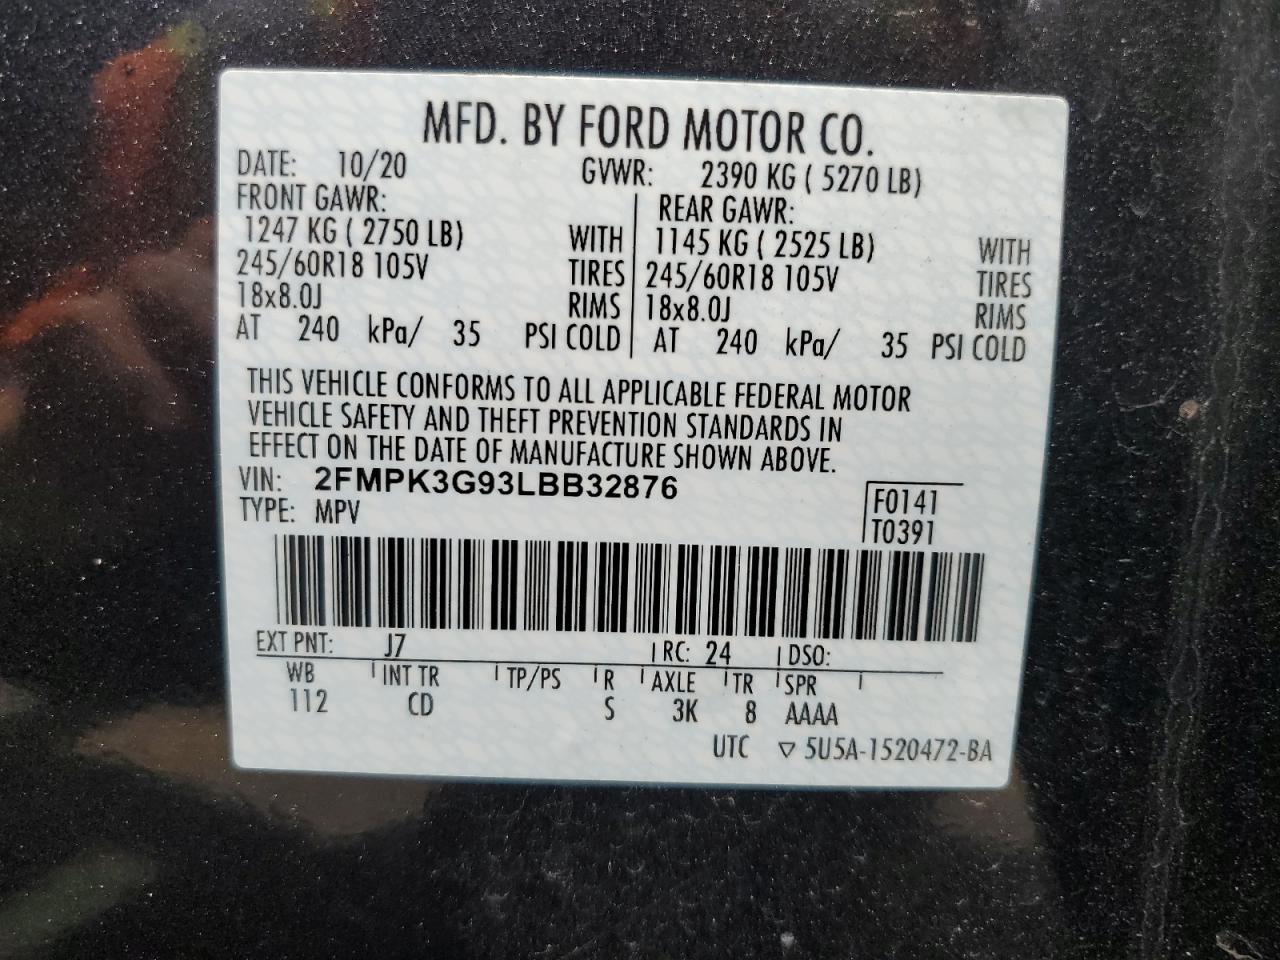 MFD. BY FORD MOTOR CO.
DATE: 10/20 GVWR: 2390 KG ( 5270 LB)
FRONT GAWR: REAR GAWR:
1247 KG ( 2750 LB) WITH 1145 KG ( 2525 LB) WITH
245/60R18 105V TIRES 245/60R18 105V TIRES
18x8.0J RIMS 18x8.0J RIMS
AT 240 kPa/ 35 PSI COLD AT 240 kPa/ 35 PSI COLD
THIS VEHICLE CONFORMS TO ALL APPLICABLE FEDERAL MOTOR
VEHICLE SAFETY AND THEFT PREVENTION STANDARDS IN
EFFECT ON THE DATE OF MANUFACTURE SHOWN ABOVE.
VIN: 2FMPK3G93LBB32876 F0141
TYPE: MPV T0391
EXT PNT: J7 RC: 24 DSO:
WB INT TR TP/PS R AXLE TR SPR
112 CD S 3K 8 AAAA
UTC ▽ 5U5A-1520472-BA